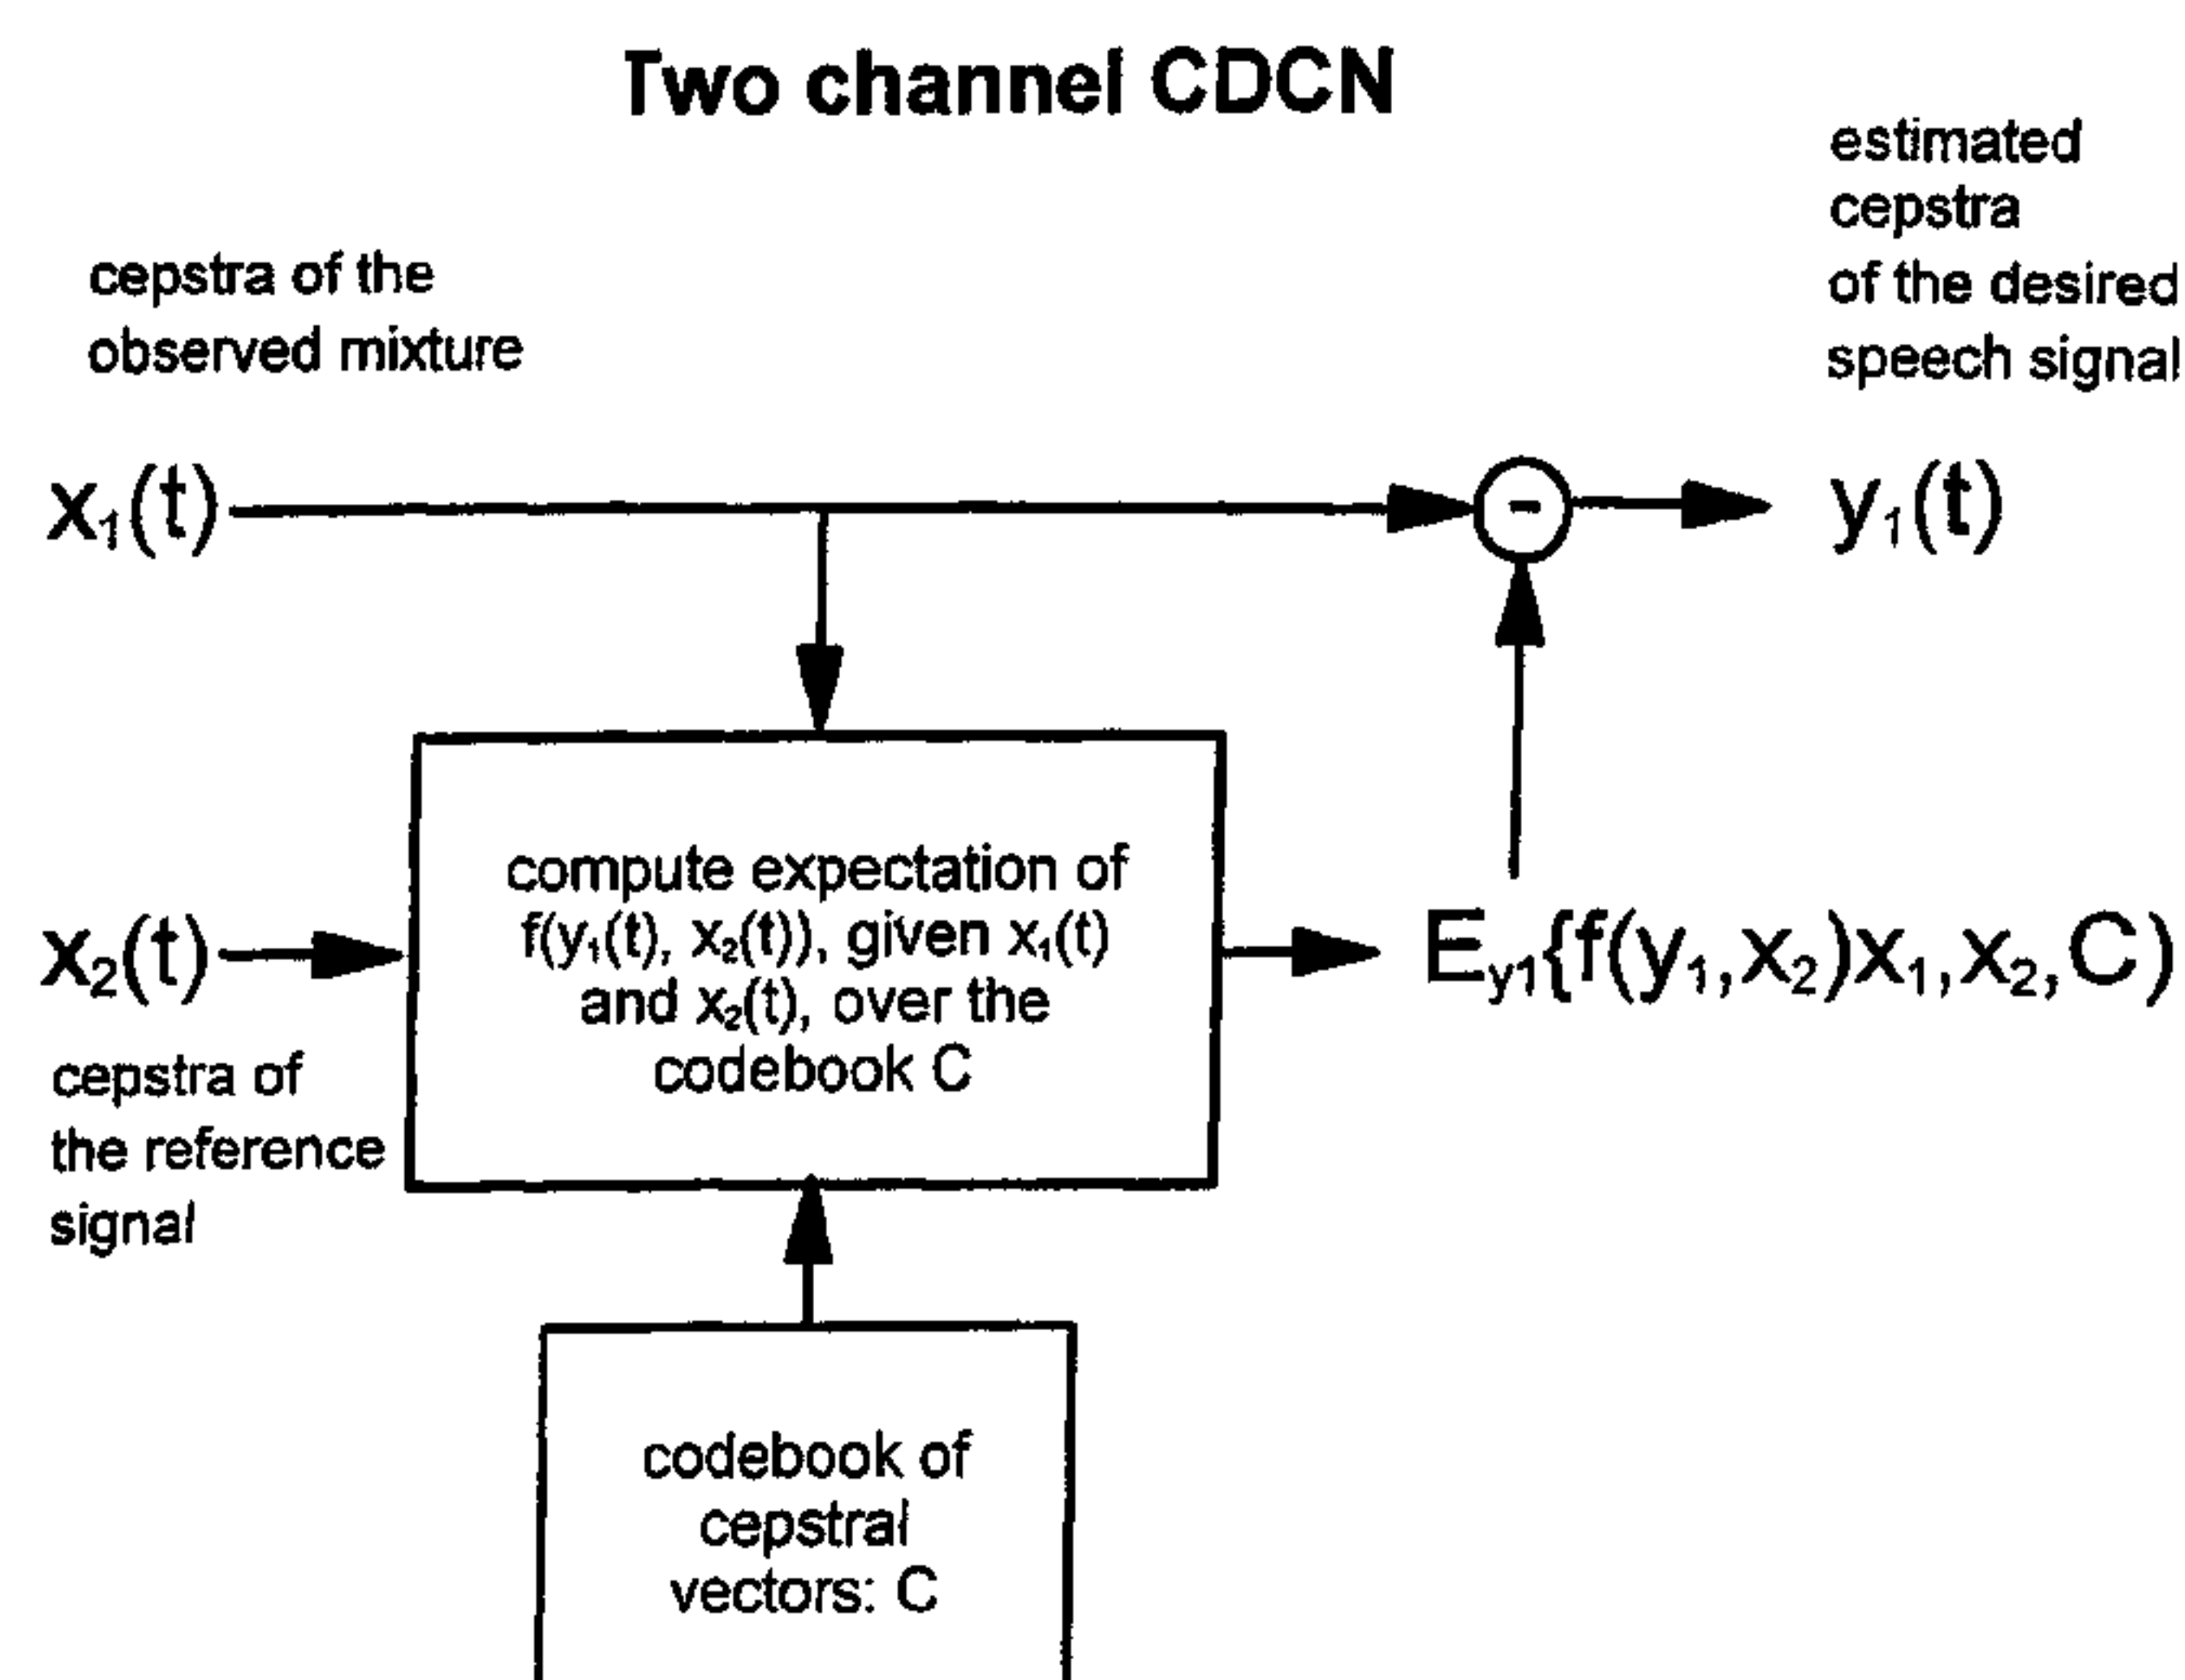 Two channel CDCN
cepstra of the
observed mixture
estimated
cepstra
of the desired
speech signal
x₁(t)
-
y₁(t)
compute expectation of
f(y₁(t), x₂(t)), given x₁(t)
and x₂(t), over the
codebook C
x₂(t)
cepstra of
the reference
signal
E_y1{f(y₁,x₂)x₁,x₂,C)
codebook of
cepstral
vectors: C